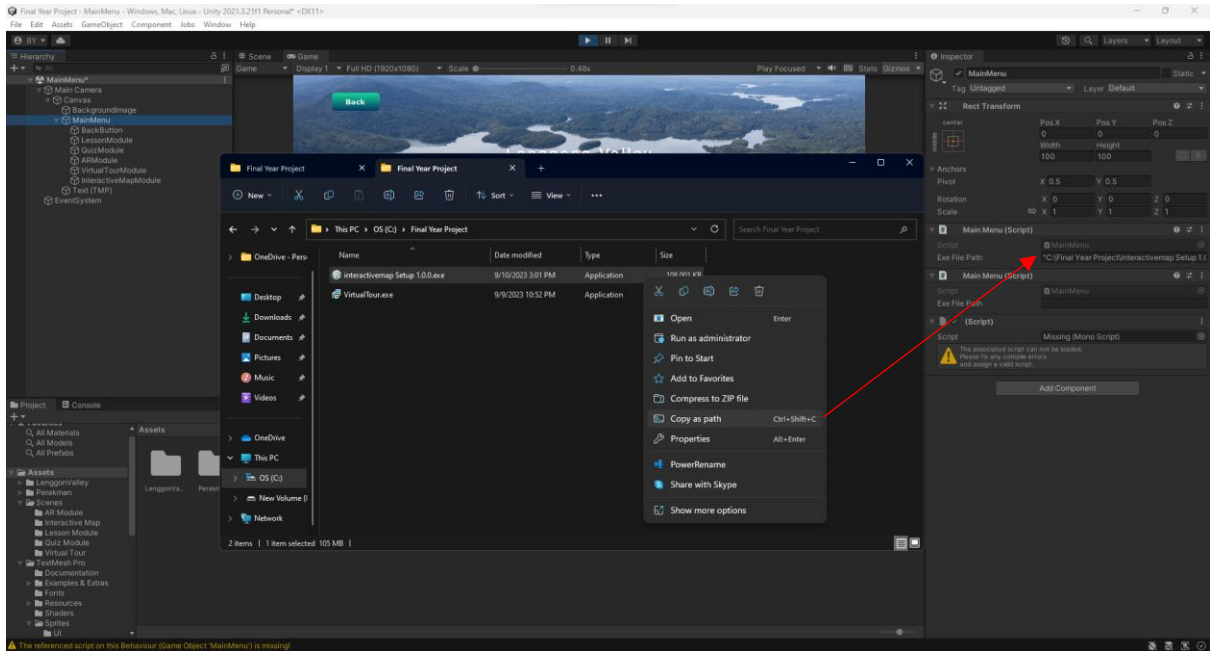 Final Year Project - MainMenu - Windows, Mac, Linux - Unity 2021.3.21f1 Personal* <DX11>
File Edit Assets GameObject Component Jobs Window Help
BY
Layers Layout
Hierarchy
All
MainMenu*
Main Camera
Canvas
BackgroundImage
MainMenu
BackButton
LessonModule
QuizModule
ARModule
VirtualTourModule
InteractiveMapModule
Text (TMP)
EventSystem
Scene Game
Game Display 1 Full HD (1920x1080) Scale 0.48x Play Focused Stats Gizmos
Back
Final Year Project Final Year Project
New Sort View
This PC OS (C:) Final Year Project Search Final Year Project
Name Date modified Type Size
interactivemap Setup 1.0.0.exe 9/10/2023 3:01 PM Application
VirtualTour.exe 9/9/2023 10:52 PM Application
OneDrive - Pers
Desktop
Downloads
Documents
Pictures
Music
Videos
OneDrive
This PC
OS (C:)
New Volume (
Network
2 items 1 item selected 105 MB
Open Enter
Run as administrator
Pin to Start
Add to Favorites
Compress to ZIP file
Copy as path Ctrl+Shift+C
Properties Alt+Enter
PowerRename
Share with Skype
Show more options
Inspector
MainMenu Static
Tag Untagged Layer Default
Rect Transform
center Pos X Pos Y Pos Z
middle 0 0 0
Width Height
100 100
Anchors
Pivot X 0.5 Y 0.5
Rotation X 0 Y 0 Z 0
Scale X 1 Y 1 Z 1
Main Menu (Script)
Script MainMenu
Exe File Path "C:\Final Year Project\interactivemap Setup 1.
Main Menu (Script)
Script MainMenu
Exe File Path
(Script)
Script Missing (Mono Script)
The associated script can not be loaded.
Please fix any compile errors
and assign a valid script.
Add Component
Project Console
All Materials
All Models
All Prefabs
Assets
LenggonValley
Perakman
Scenes
AR Module
Interactive Map
Lesson Module
Quiz Module
Virtual Tour
TextMesh Pro
Documentation
Examples & Extras
Fonts
Resources
Shaders
Sprites
UI
Assets
LenggonVa...
The referenced script on this Behaviour (Game Object 'MainMenu') is missing!